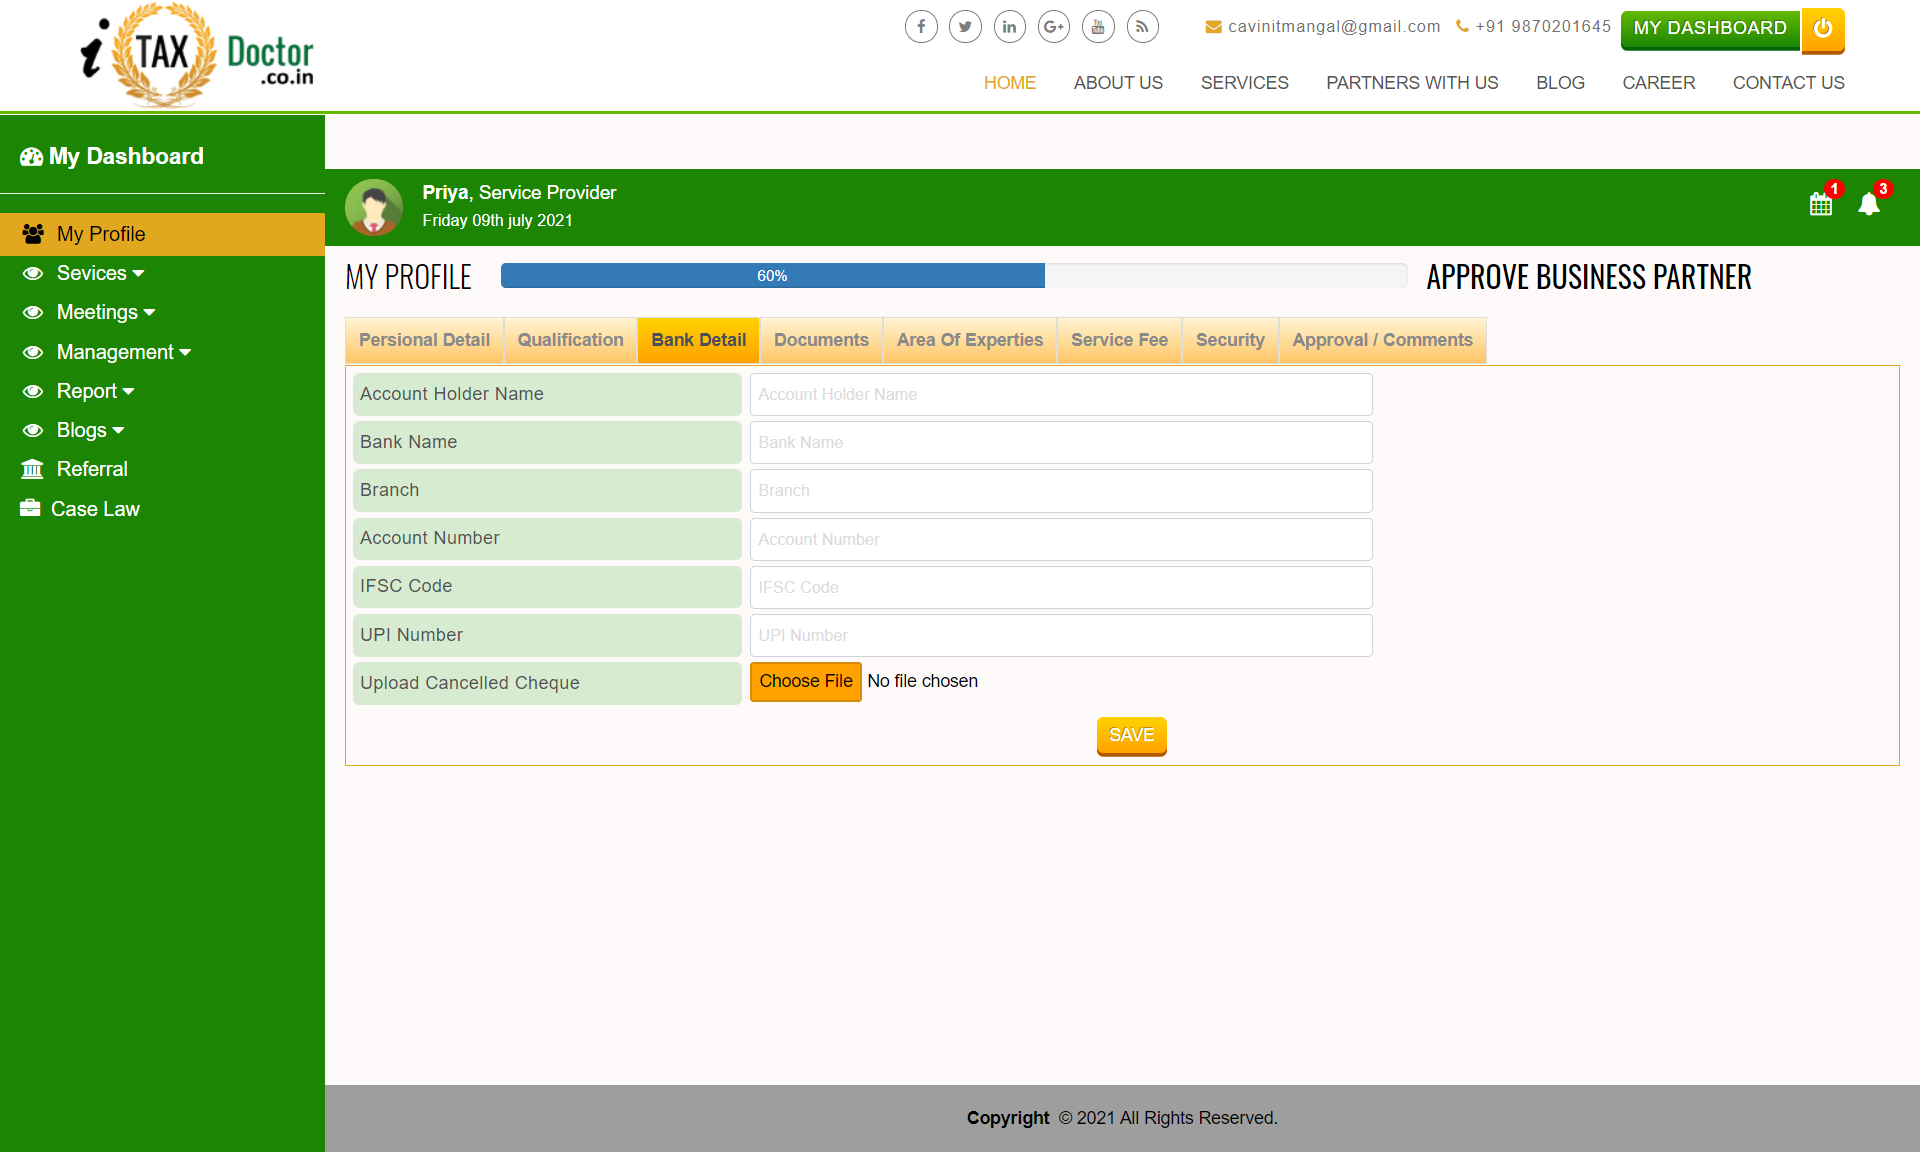 i TAX Doctor
.co.in
cavinitmangal@gmail.com +91 9870201645 MY DASHBOARD
HOME ABOUT US SERVICES PARTNERS WITH US BLOG CAREER CONTACT US
My Dashboard
My Profile
Sevices
Meetings
Management
Report
Blogs
Referral
Case Law
Priya, Service Provider
Friday 09th july 2021
1
3
MY PROFILE
60%
APPROVE BUSINESS PARTNER
Persional Detail Qualification Bank Detail Documents Area Of Experties Service Fee Security Approval / Comments
Account Holder Name Account Holder Name
Bank Name Bank Name
Branch Branch
Account Number Account Number
IFSC Code IFSC Code
UPI Number UPI Number
Upload Cancelled Cheque Choose File No file chosen
SAVE
Copyright © 2021 All Rights Reserved.